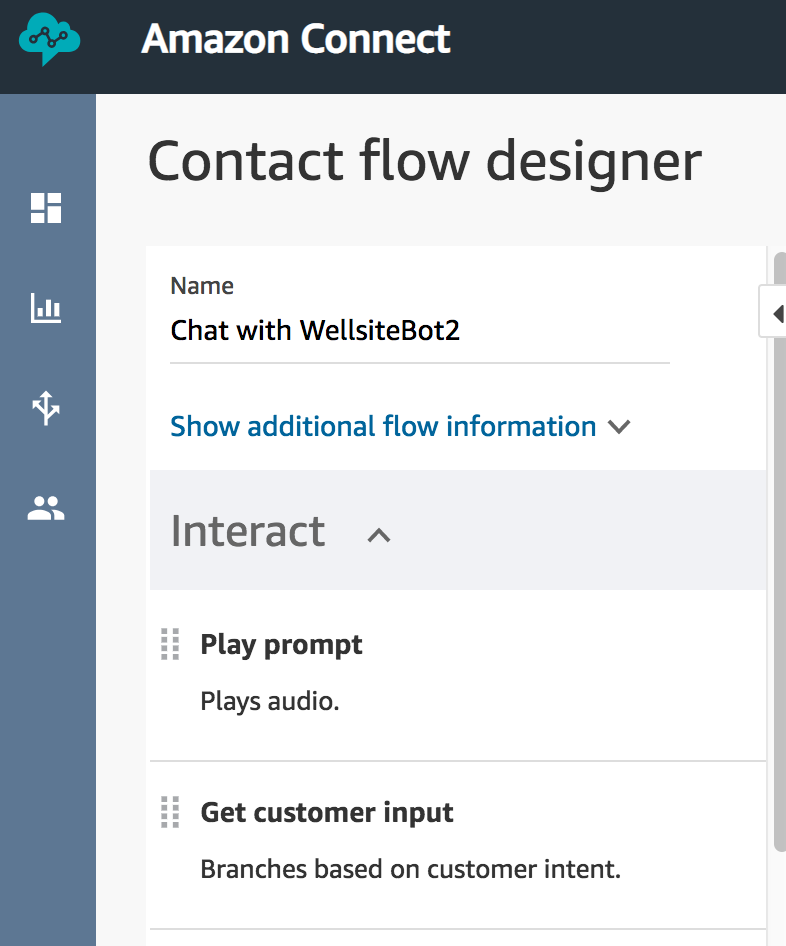 Amazon Connect
Contact flow designer
Name
Chat with WellsiteBot2
Show additional flow information
Interact
Play prompt
Plays audio.
Get customer input
Branches based on customer intent.